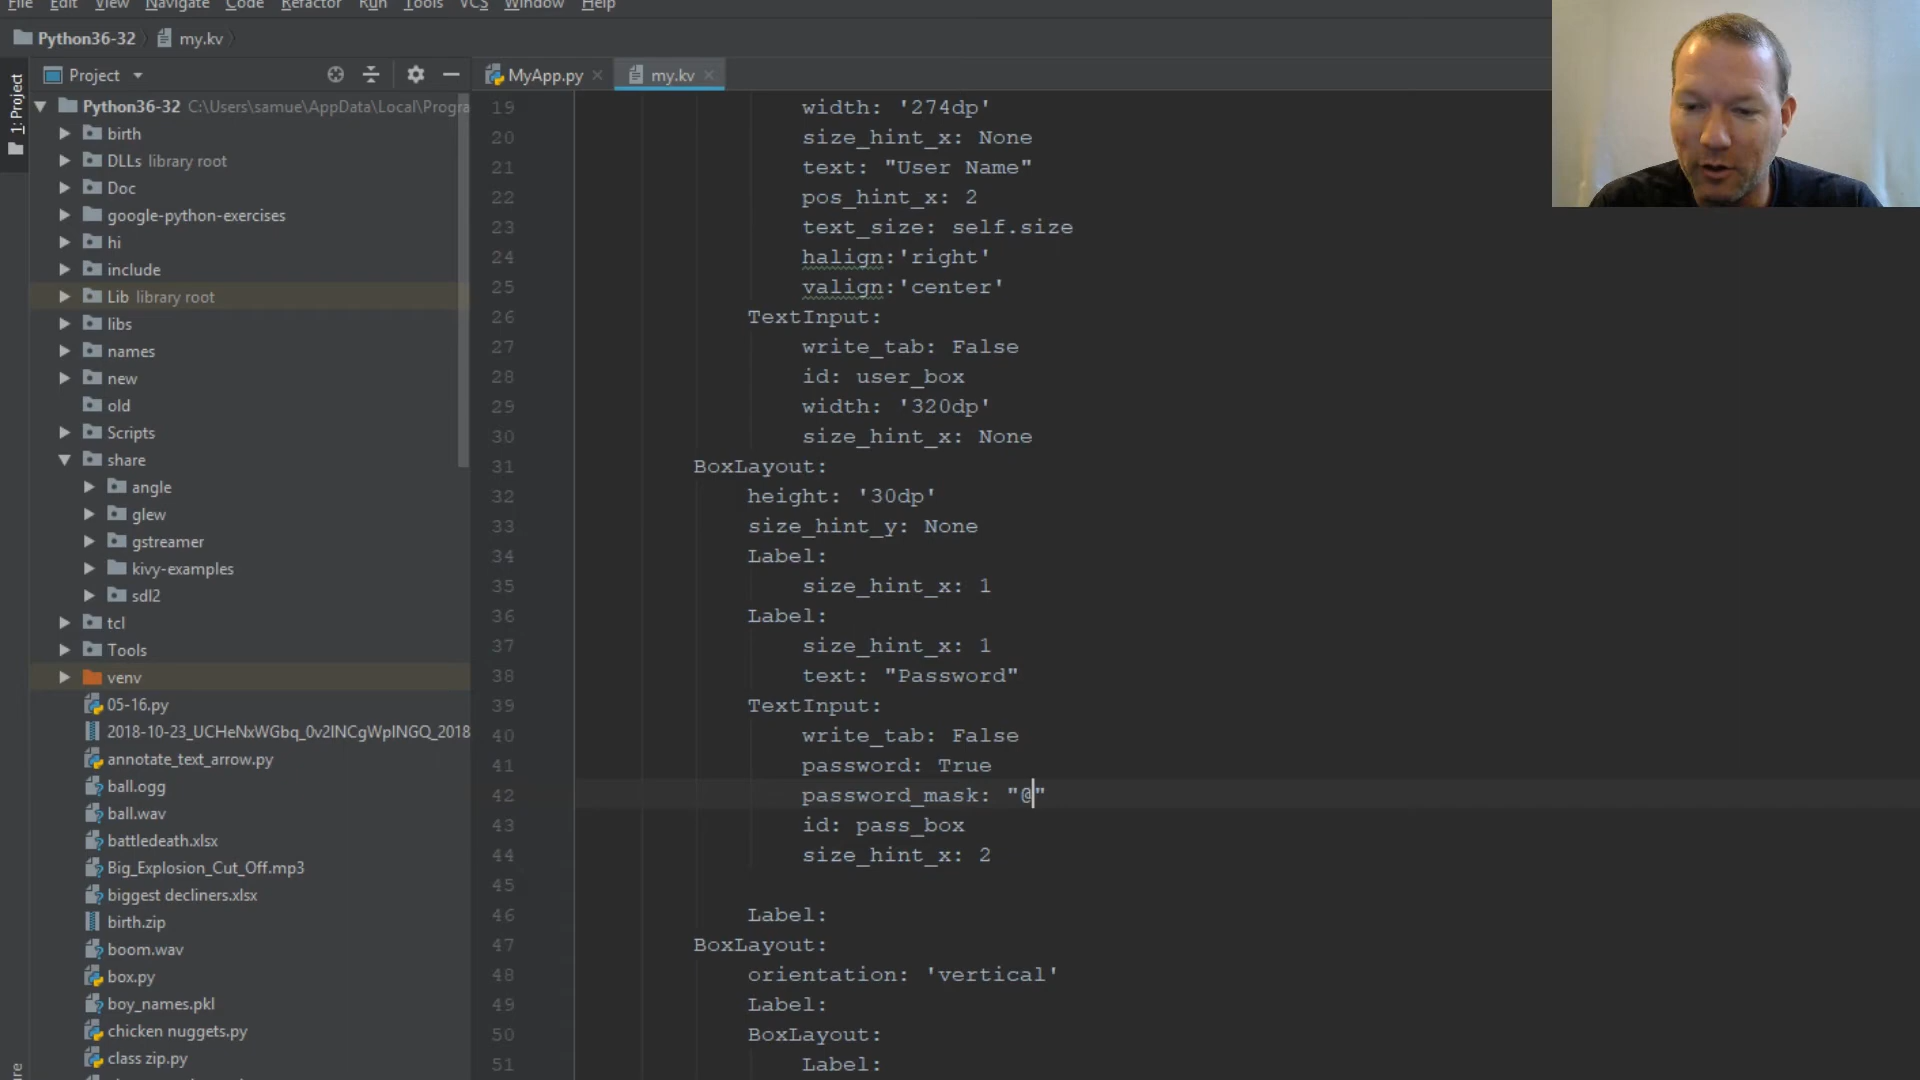 File Edit View Navigate Code Refactor Run Tools VCS Window Help
Python36-32 my.kv
Project
MyApp.py
my.kv
1: Project
Python36-32 C:\Users\samue\AppData\Local\Progra
birth
DLLs library root
Doc
google-python-exercises
hi
include
Lib library root
libs
names
new
old
Scripts
share
angle
glew
gstreamer
kivy-examples
sdl2
tcl
Tools
venv
05-16.py
2018-10-23_UCHeNxWGbq_0v2INCgWpINGQ_2018
annotate_text_arrow.py
ball.ogg
ball.wav
battledeath.xlsx
Big_Explosion_Cut_Off.mp3
biggest decliners.xlsx
birth.zip
boom.wav
box.py
boy_names.pkl
chicken nuggets.py
class zip.py
19 width: '274dp'
20 size_hint_x: None
21 text: "User Name"
22 pos_hint_x: 2
23 text_size: self.size
24 halign:'right'
25 valign:'center'
26 TextInput:
27 write_tab: False
28 id: user_box
29 width: '320dp'
30 size_hint_x: None
31 BoxLayout:
32 height: '30dp'
33 size_hint_y: None
34 Label:
35 size_hint_x: 1
36 Label:
37 size_hint_x: 1
38 text: "Password"
39 TextInput:
40 write_tab: False
41 password: True
42 password_mask: "@"
43 id: pass_box
44 size_hint_x: 2
45
46 Label:
47 BoxLayout:
48 orientation: 'vertical'
49 Label:
50 BoxLayout:
51 Label: